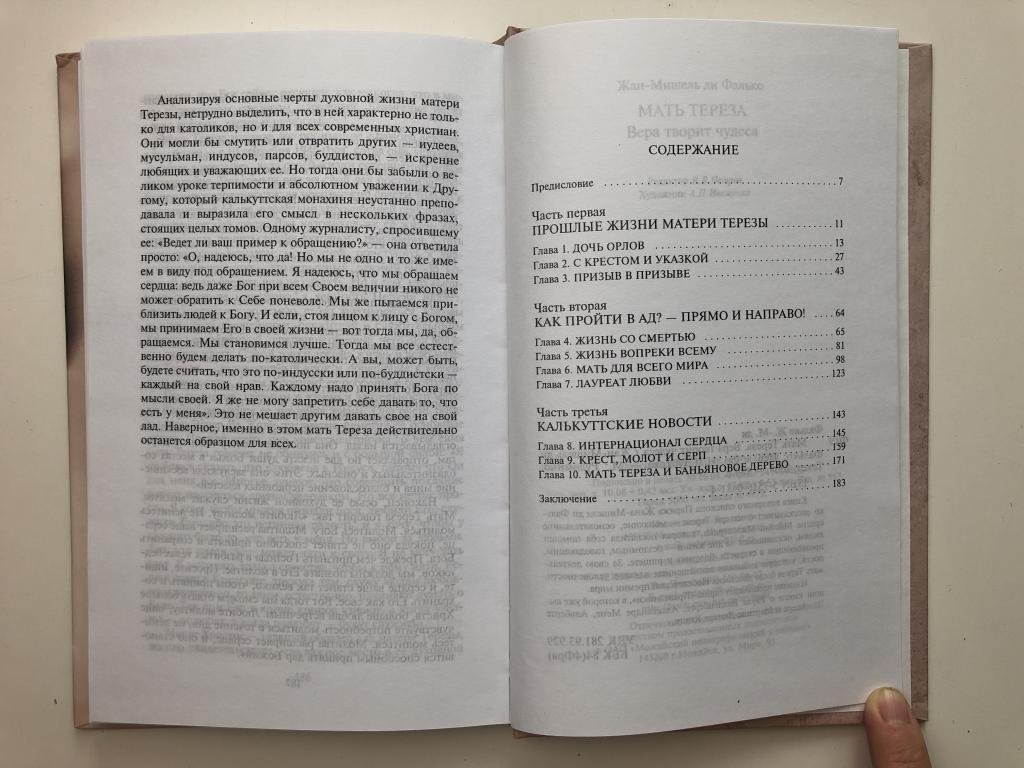 Анализируя основные черты духовной жизни матери
Терезы, нетрудно выделить, что в ней характерно не толь-
ко для католиков, но и для всех современных христиан.
Они могли бы смутить или отвратить других — иудеев,
мусульман, индусов, парсов, буддистов, — искренне
любящих и уважающих ее. Но тогда они бы забыли о ве-
ликом уроке терпимости и абсолютном уважении к Дру-
гому, который калькуттская монахиня неустанно препо-
давала и выразила его смысл в нескольких фразах,
стоящих целых томов. Одному журналисту, спросившему
ее: «Ведет ли ваш пример к обращению?» — она ответила
просто: «О, надеюсь, что да! Но мы не одно и то же име-
ем в виду под обращением. Я надеюсь, что мы обращаем
сердца: ведь даже Бог при всем Своем величии никого не
может обратить к Себе поневоле. Мы же пытаемся при-
близить людей к Богу. И если, стоя лицом к лицу с Богом,
мы принимаем Его в своей жизни — вот тогда мы, да, об-
ращаемся. Мы становимся лучше. Тогда мы все естест-
венно будем делать по-католически. А вы, может быть,
будете считать, что это по-индусски или по-буддистски —
каждый на свой нрав. Каждому надо принять Бога по
мысли своей. Я же не могу запретить себе давать то, что
есть у меня». Это не мешает другим давать свое на свой
лад. Наверное, именно в этом мать Тереза действительно
останется образцом для всех.
187
Жан-Мишель ди Фалько
МАТЬ ТЕРЕЗА
Вера творит чудеса
СОДЕРЖАНИЕ
Предисловие . . . . . . . . . . . . . . . . . . . . . . . . . . . 7
Часть первая
ПРОШЛЫЕ ЖИЗНИ МАТЕРИ ТЕРЕЗЫ . . . . . . . . . . 11
Глава 1. ДОЧЬ ОРЛОВ . . . . . . . . . . . . . . . . . . . . . 13
Глава 2. С КРЕСТОМ И УКАЗКОЙ . . . . . . . . . . . . . . 27
Глава 3. ПРИЗЫВ В ПРИЗЫВЕ . . . . . . . . . . . . . . . . 43
Часть вторая
КАК ПРОЙТИ В АД? — ПРЯМО И НАПРАВО! . . . . 64
Глава 4. ЖИЗНЬ СО СМЕРТЬЮ . . . . . . . . . . . . . . . . 65
Глава 5. ЖИЗНЬ ВОПРЕКИ ВСЕМУ . . . . . . . . . . . . . 81
Глава 6. МАТЬ ДЛЯ ВСЕГО МИРА . . . . . . . . . . . . . . 98
Глава 7. ЛАУРЕАТ ЛЮБВИ . . . . . . . . . . . . . . . . . . 123
Часть третья
КАЛЬКУТТСКИЕ НОВОСТИ . . . . . . . . . . . . . . . 143
Глава 8. ИНТЕРНАЦИОНАЛ СЕРДЦА . . . . . . . . . . . . 145
Глава 9. КРЕСТ, МОЛОТ И СЕРП . . . . . . . . . . . . . . 159
Глава 10. МАТЬ ТЕРЕЗА И БАНЬЯНОВОЕ ДЕРЕВО . . . . . 171
Заключение . . . . . . . . . . . . . . . . . . . . . . . . . . 183